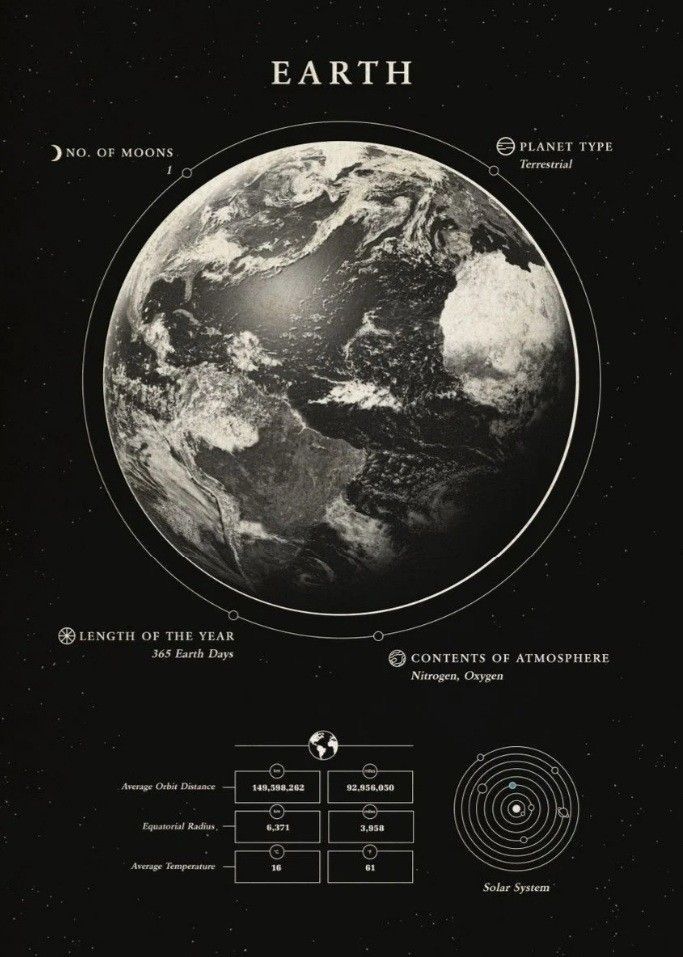 EARTH
NO. OF MOONS
1
PLANET TYPE
Terrestrial
LENGTH OF THE YEAR
365 Earth Days
CONTENTS OF ATMOSPHERE
Nitrogen, Oxygen
km miles
Average Orbit Distance 149,598,262 92,956,050
km miles
Equatorial Radius 6,371 3,958
°C °F
Average Temperature 16 61
Solar System